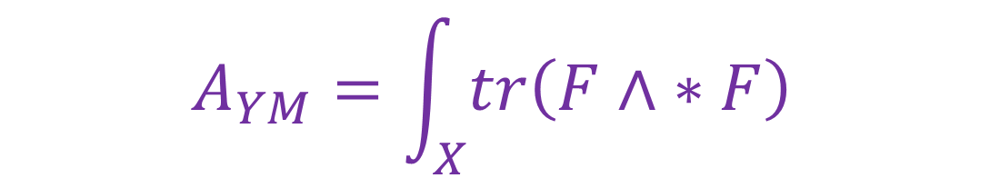 A_{YM} = ∫_X tr(F ∧ * F)